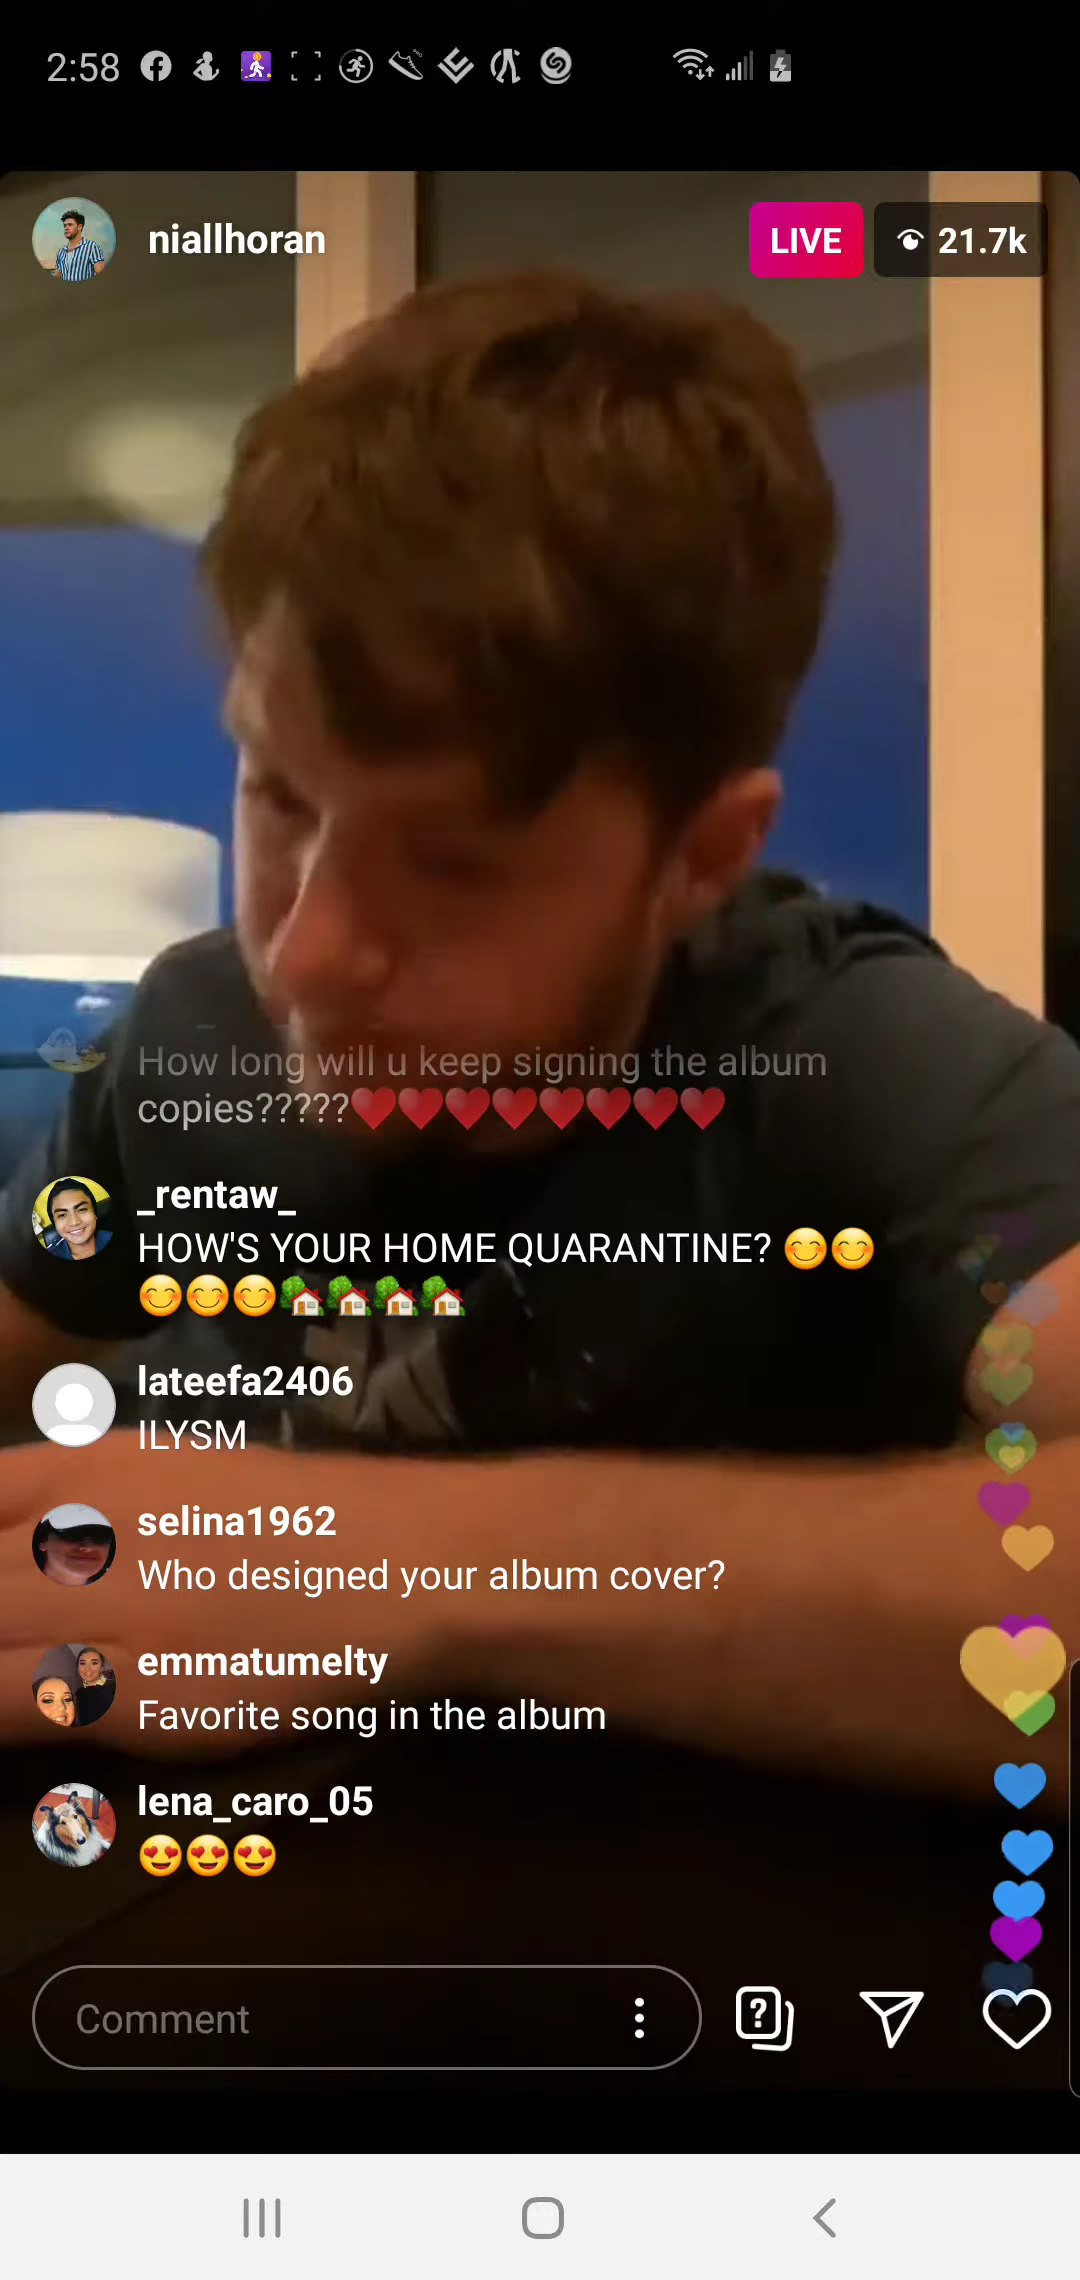 2:58
niallhoran
LIVE
21.7k
How long will u keep signing the album
copies?????❤❤❤❤❤❤❤❤
_rentaw_
HOW'S YOUR HOME QUARANTINE? 😊😊
😊😊😊🏡🏡🏡🏡
lateefa2406
ILYSM
selina1962
Who designed your album cover?
emmatumelty
Favorite song in the album
lena_caro_05
😍😍😍
Comment